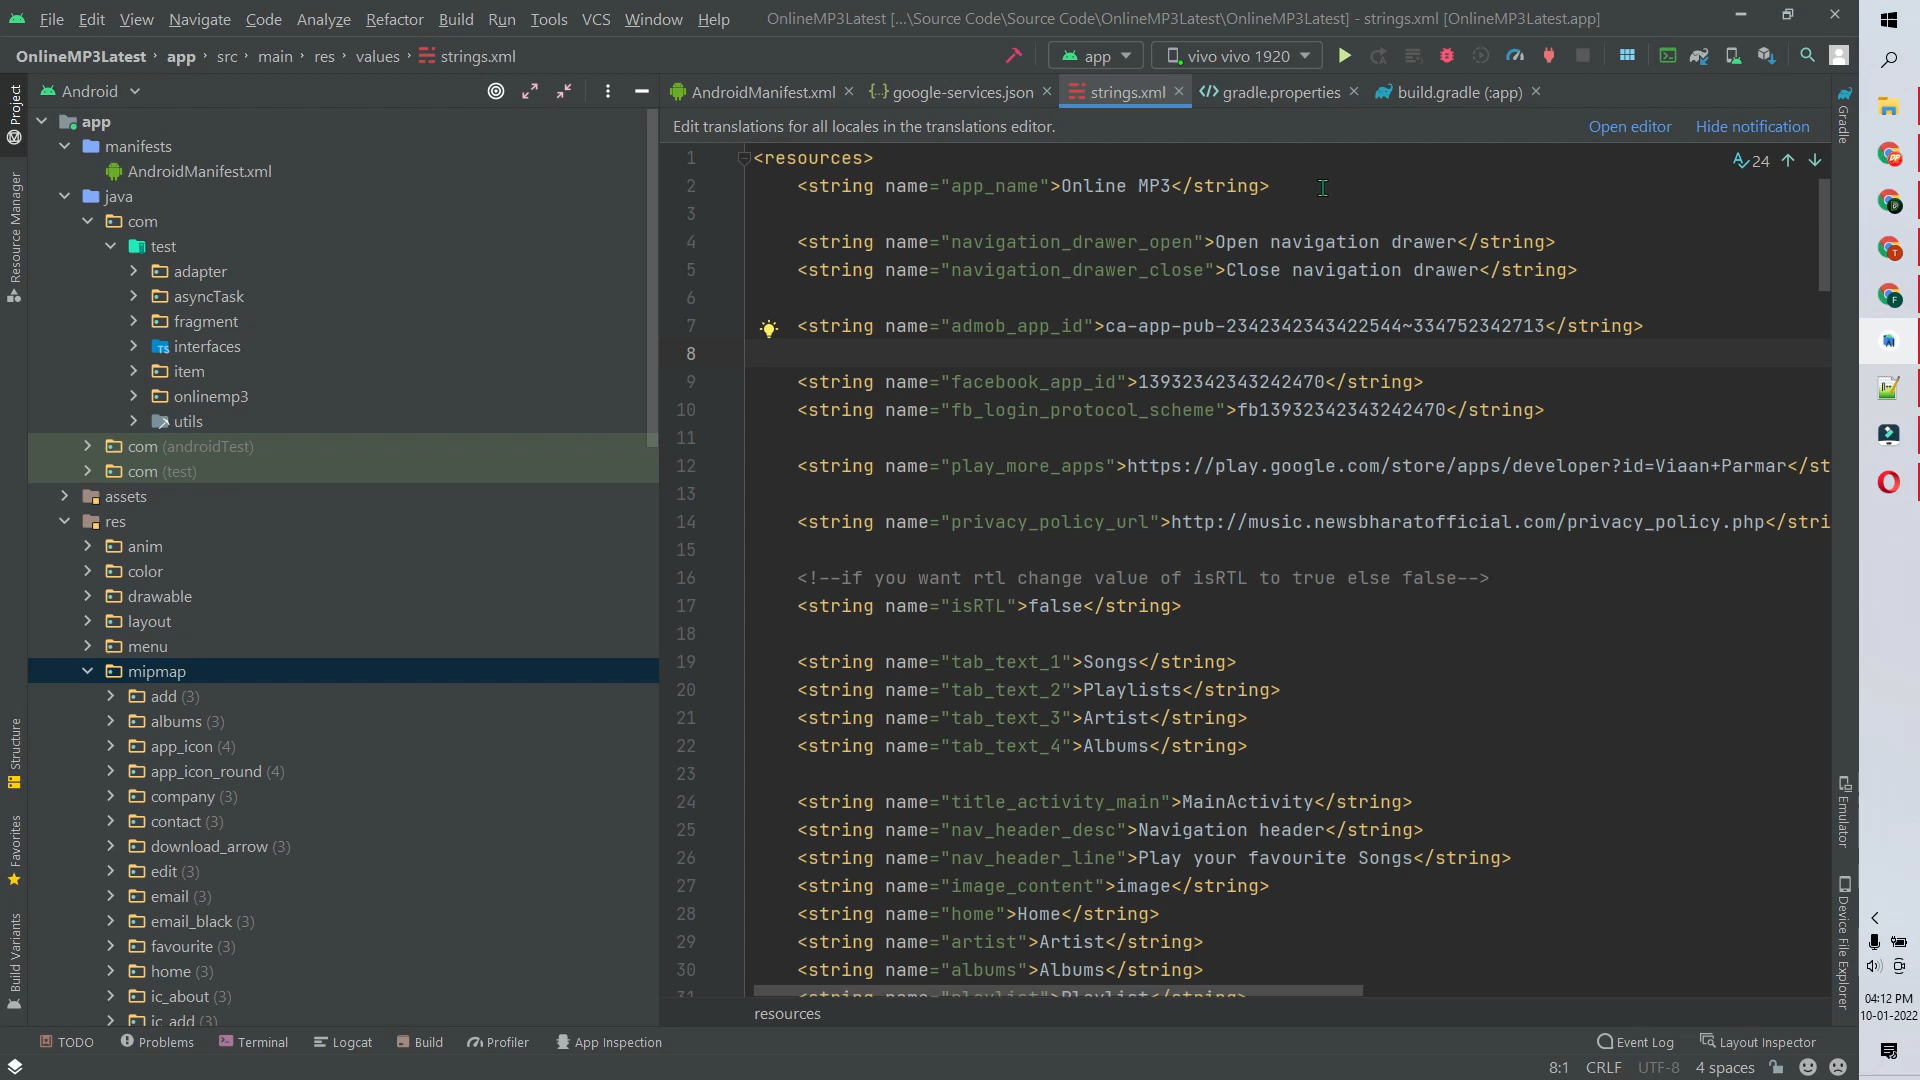 File Edit View Navigate Code Analyze Refactor Build Run Tools VCS Window Help OnlineMP3Latest [...\Source Code\Source Code\OnlineMP3Latest\OnlineMP3Latest] - strings.xml [OnlineMP3Latest.app]
OnlineMP3Latest app src main res values strings.xml app vivo vivo 1920
Android
AndroidManifest.xml google-services.json strings.xml gradle.properties build.gradle (:app)
Edit translations for all locales in the translations editor. Open editor Hide notification
Project
Resource Manager
Structure
Favorites
Build Variants
app
manifests
AndroidManifest.xml
java
com
test
adapter
asyncTask
fragment
interfaces
item
onlinemp3
utils
com (androidTest)
com (test)
assets
res
anim
color
drawable
layout
menu
mipmap
add (3)
albums (3)
app_icon (4)
app_icon_round (4)
company (3)
contact (3)
download_arrow (3)
edit (3)
email (3)
email_black (3)
favourite (3)
home (3)
ic_about (3)
ic_add (3)
24
1 <resources>
2 <string name="app_name">Online MP3</string>
3
4 <string name="navigation_drawer_open">Open navigation drawer</string>
5 <string name="navigation_drawer_close">Close navigation drawer</string>
6
7 <string name="admob_app_id">ca-app-pub-2342342343422544~334752342713</string>
8
9 <string name="facebook_app_id">13932342343242470</string>
10 <string name="fb_login_protocol_scheme">fb13932342343242470</string>
11
12 <string name="play_more_apps">https://play.google.com/store/apps/developer?id=Viaan+Parmar</st
13
14 <string name="privacy_policy_url">http://music.newsbharatofficial.com/privacy_policy.php</stri
15
16 <!--if you want rtl change value of isRTL to true else false-->
17 <string name="isRTL">false</string>
18
19 <string name="tab_text_1">Songs</string>
20 <string name="tab_text_2">Playlists</string>
21 <string name="tab_text_3">Artist</string>
22 <string name="tab_text_4">Albums</string>
23
24 <string name="title_activity_main">MainActivity</string>
25 <string name="nav_header_desc">Navigation header</string>
26 <string name="nav_header_line">Play your favourite Songs</string>
27 <string name="image_content">image</string>
28 <string name="home">Home</string>
29 <string name="artist">Artist</string>
30 <string name="albums">Albums</string>
31 <string name="playlist">Playlist</string>
resources
Gradle
Emulator
Device File Explorer
TODO Problems Terminal Logcat Build Profiler App Inspection Event Log Layout Inspector
8:1 CRLF UTF-8 4 spaces
04:12 PM
10-01-2022